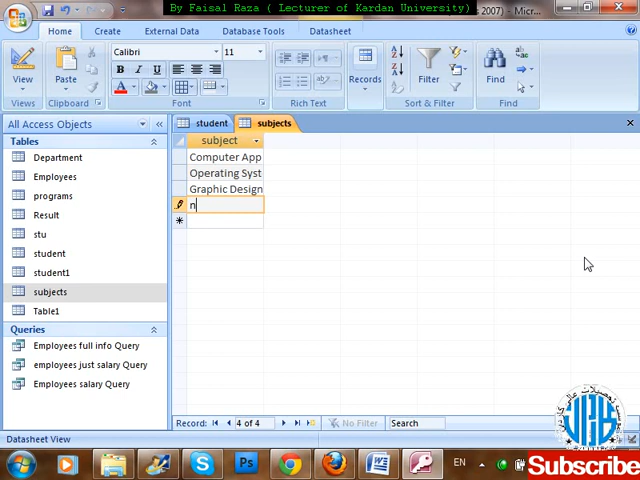 By Faisal Raza ( Lecturer of Kardan University)
s 2007) - Micr...
Home
Create
External Data
Database Tools
Datasheet
View
Paste
Calibri
11
B I U
A
Records
Filter
Find
Views
Clipboard
Font
Rich Text
Sort & Filter
Find
All Access Objects
student
subjects
Tables
Department
Employees
programs
Result
stu
student
student1
subjects
Table1
Queries
Employees full info Query
employees just salary Query
Employees salary Query
subject
Computer App
Operating Syst
Graphic Design
n
Record:
4 of 4
No Filter
Search
Datasheet View
Ps
EN
Subscribe